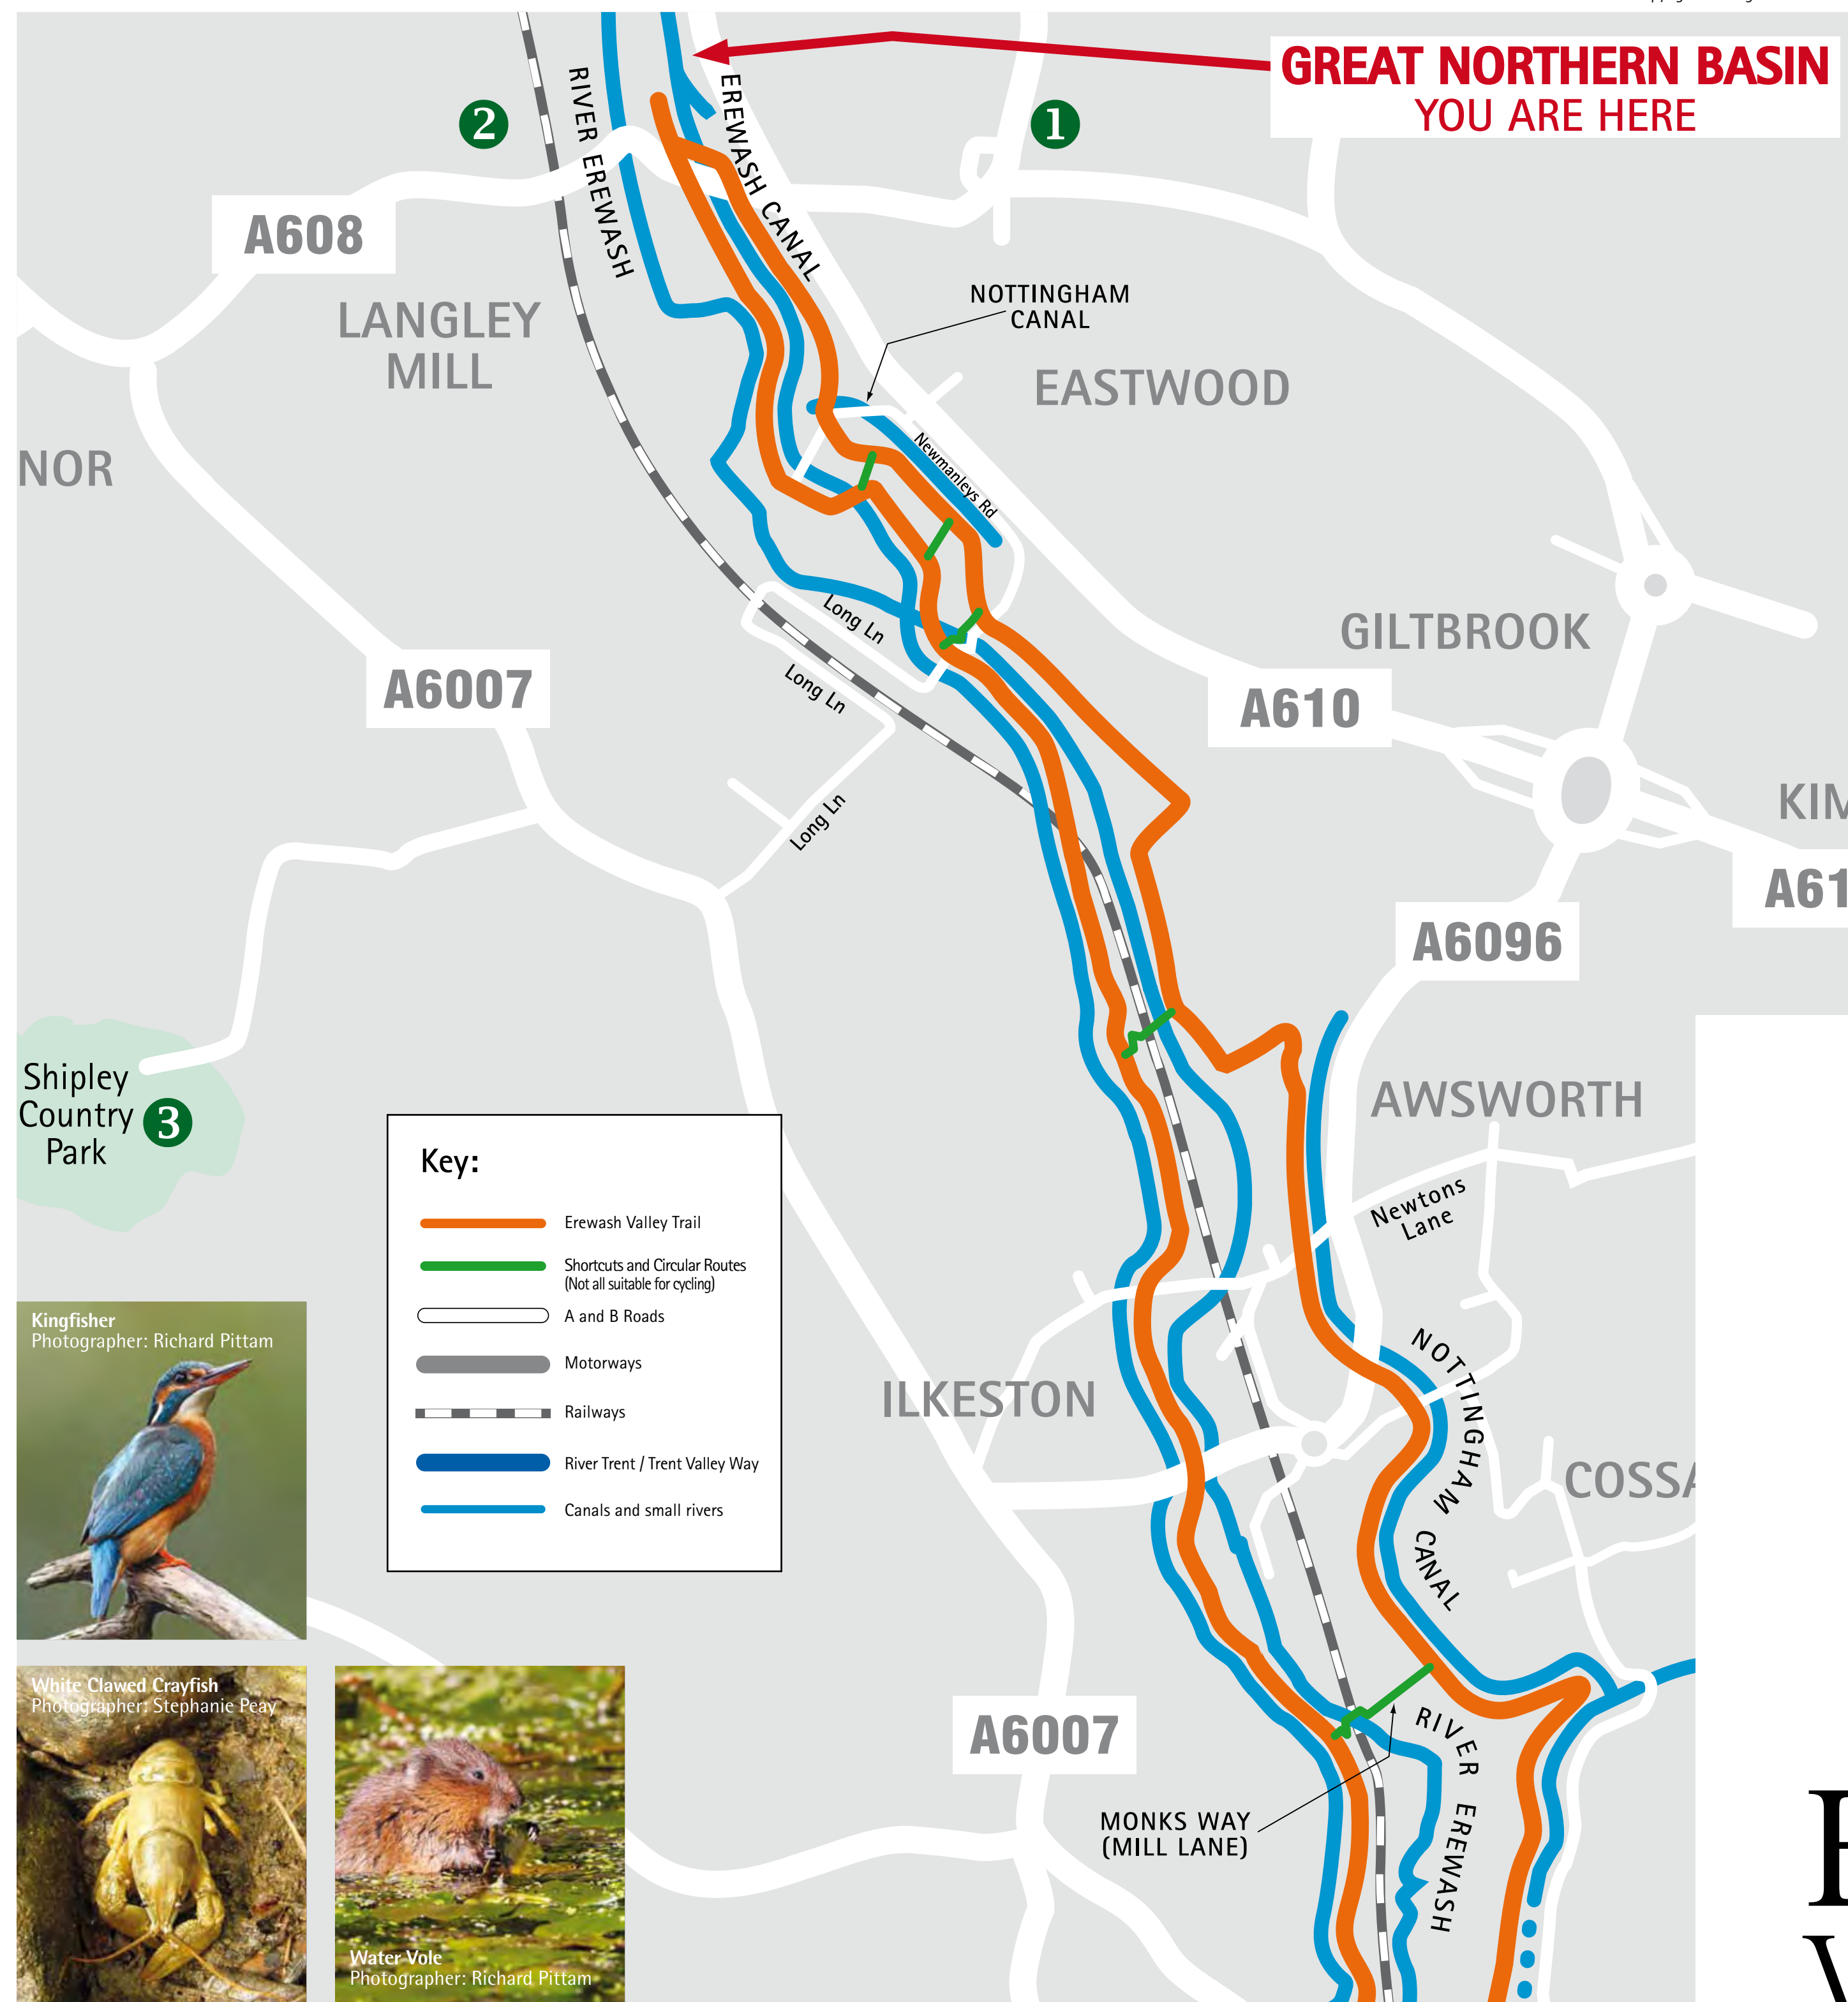 GREAT NORTHERN BASIN
YOU ARE HERE
2
1
RIVER EREWASH
EREWASH CANAL
A608
LANGLEY
MILL
NOTTINGHAM
CANAL
EASTWOOD
NOR
Newmanleys Rd
Long Ln
Long Ln
Long Ln
GILTBROOK
A6007
A610
KIM
A61
A6096
Shipley
Country
Park
3
AWSWORTH
Newtons
Lane
Key:
Erewash Valley Trail
Shortcuts and Circular Routes
(Not all suitable for cycling)
A and B Roads
Motorways
Railways
River Trent / Trent Valley Way
Canals and small rivers
Kingfisher
Photographer: Richard Pittam
ILKESTON
NOTTINGHAM CANAL
COSSA
White Clawed Crayfish
Photographer: Stephanie Peay
A6007
RIVER EREWASH
MONKS WAY
(MILL LANE)
Water Vole
Photographer: Richard Pittam